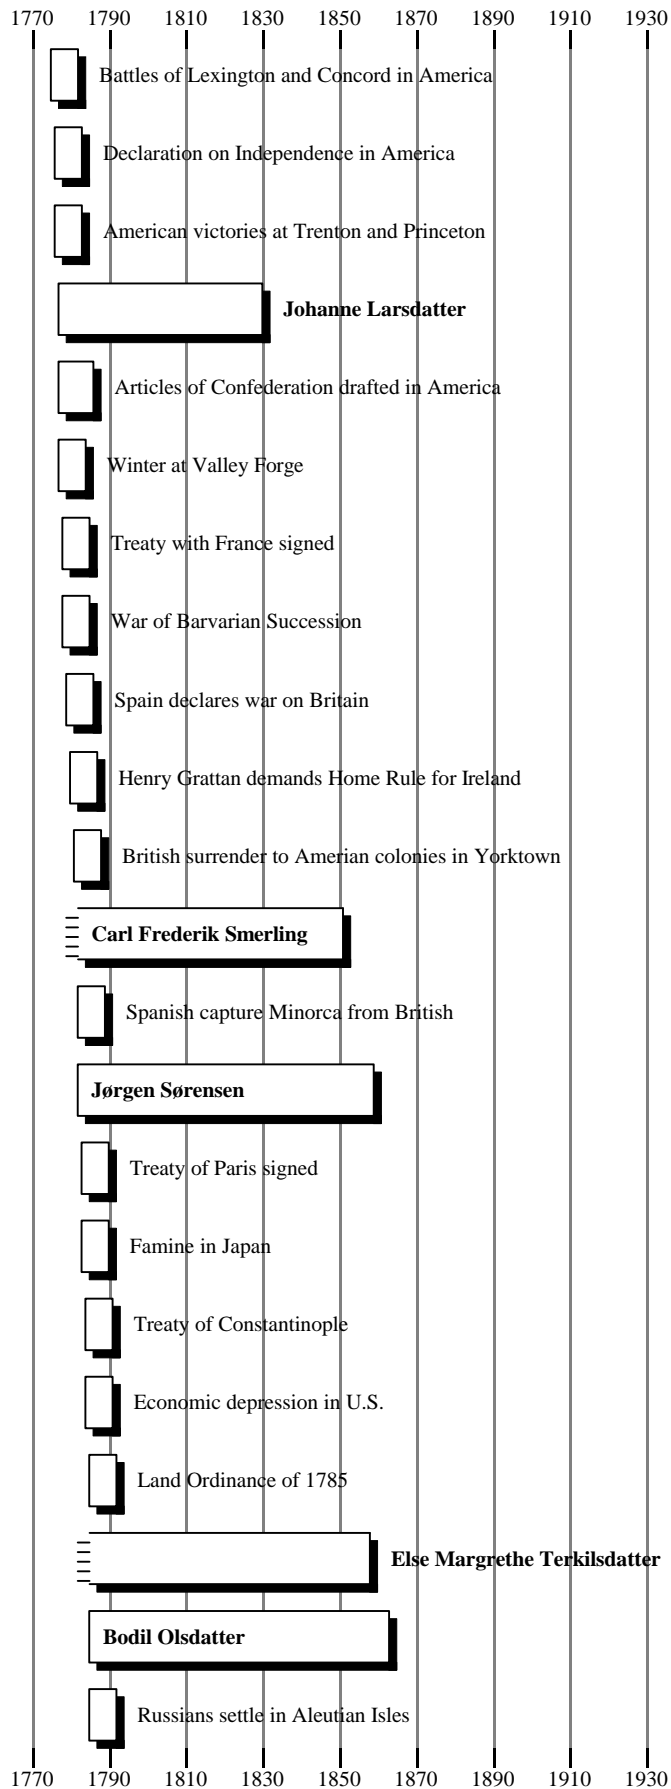 1770 1790 1810 1830 1850 1870 1890 1910 1930
Battles of Lexington and Concord in America
Declaration on Independence in America
American victories at Trenton and Princeton
Johanne Larsdatter
Articles of Confederation drafted in America
Winter at Valley Forge
Treaty with France signed
War of Barvarian Succession
Spain declares war on Britain
Henry Grattan demands Home Rule for Ireland
British surrender to Amerian colonies in Yorktown
Carl Frederik Smerling
Spanish capture Minorca from British
Jørgen Sørensen
Treaty of Paris signed
Famine in Japan
Treaty of Constantinople
Economic depression in U.S.
Land Ordinance of 1785
Else Margrethe Terkilsdatter
Bodil Olsdatter
Russians settle in Aleutian Isles
1770 1790 1810 1830 1850 1870 1890 1910 1930